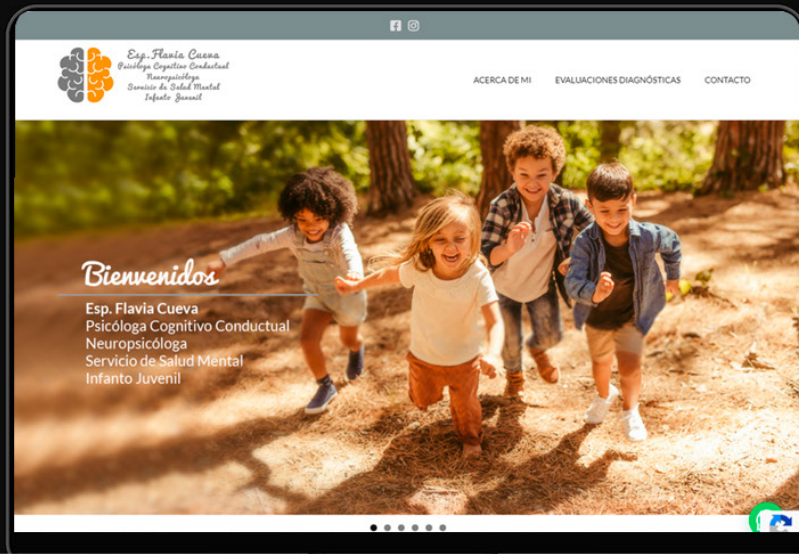 Esp. Flavia Cueva
Psicóloga Cognitivo Conductual
Neuropsicóloga
Servicio de Salud Mental
Infanto Juvenil
ACERCA DE MI
EVALUACIONES DIAGNÓSTICAS
CONTACTO
Bienvenidos
Esp. Flavia Cueva
Psicóloga Cognitivo Conductual
Neuropsicóloga
Servicio de Salud Mental
Infanto Juvenil